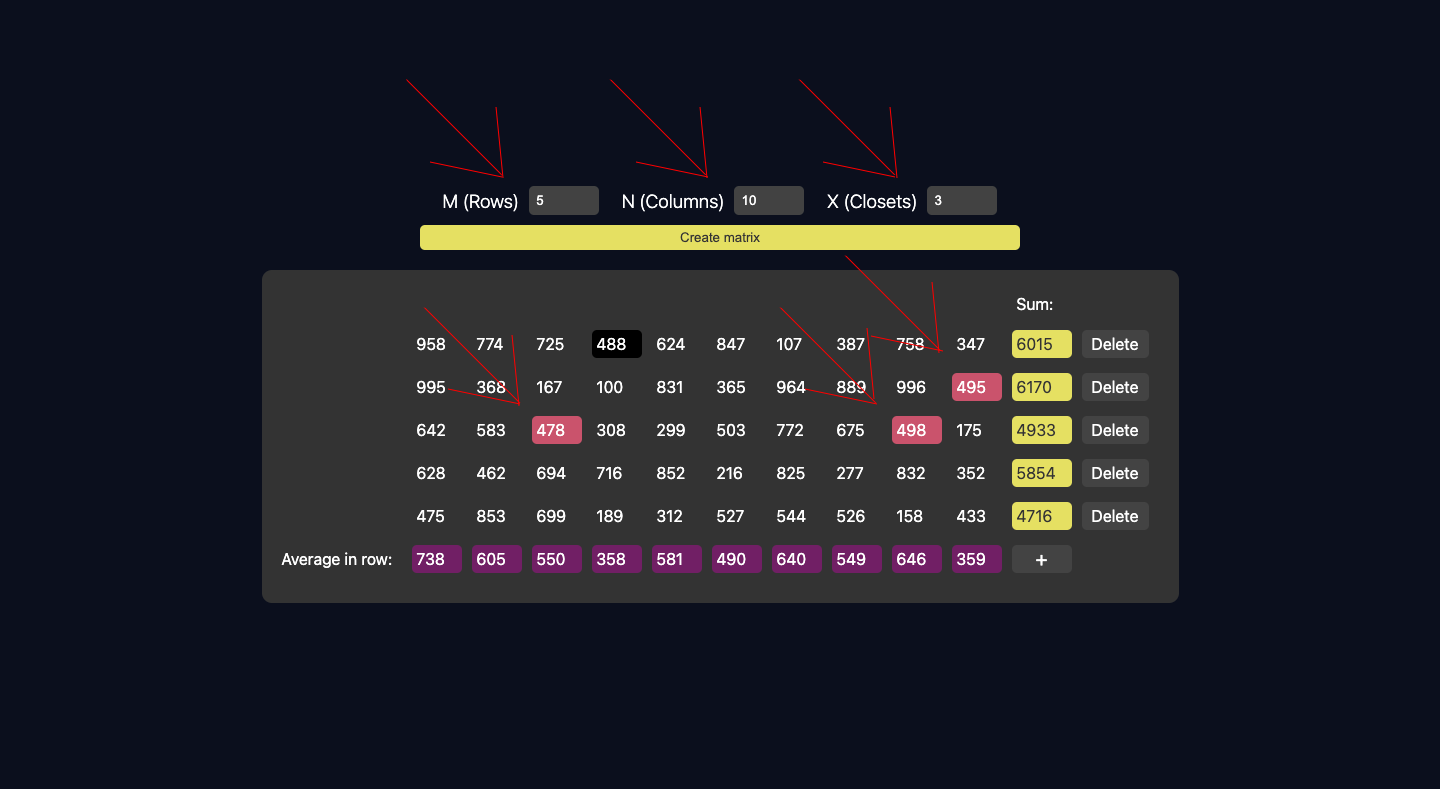 M (Rows) 5 N (Columns) 10 X (Closets) 3
Create matrix
Sum:
958 774 725 488 624 847 107 387 758 347 6015 Delete
995 368 167 100 831 365 964 889 996 495 6170 Delete
642 583 478 308 299 503 772 675 498 175 4933 Delete
628 462 694 716 852 216 825 277 832 352 5854 Delete
475 853 699 189 312 527 544 526 158 433 4716 Delete
Average in row: 738 605 550 358 581 490 640 549 646 359 +